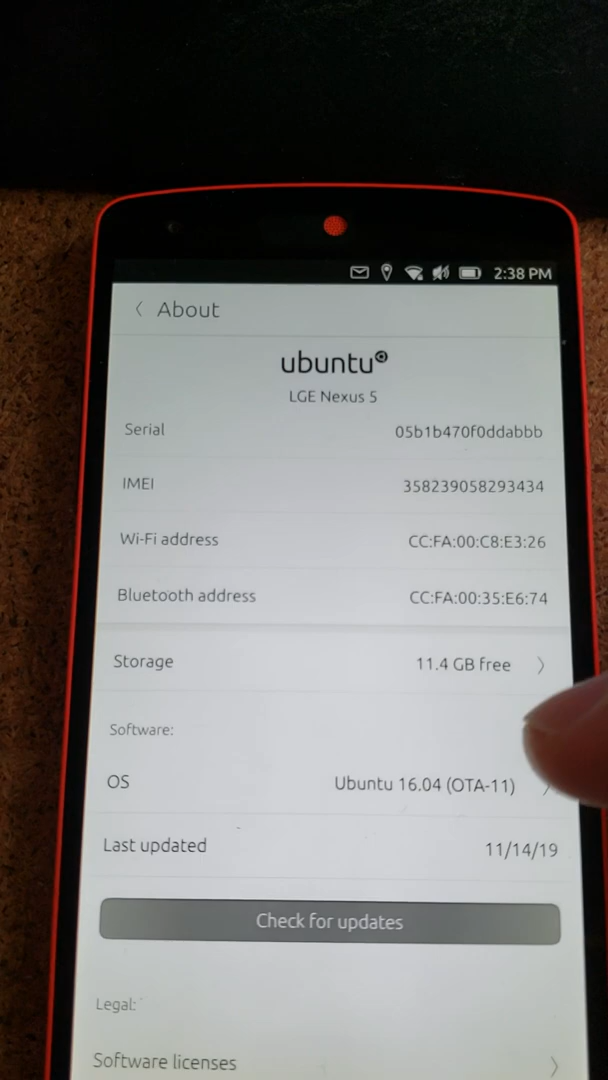 2:38 PM
About
ubuntu
LGE Nexus 5
Serial 05b1b470f0ddabbb
IMEI 358239058293434
Wi-Fi address CC:FA:00:C8:E3:26
Bluetooth address CC:FA:00:35:E6:74
Storage 11.4 GB free
Software:
OS Ubuntu 16.04 (OTA-11)
Last updated 11/14/19
Check for updates
Legal:
Software licenses